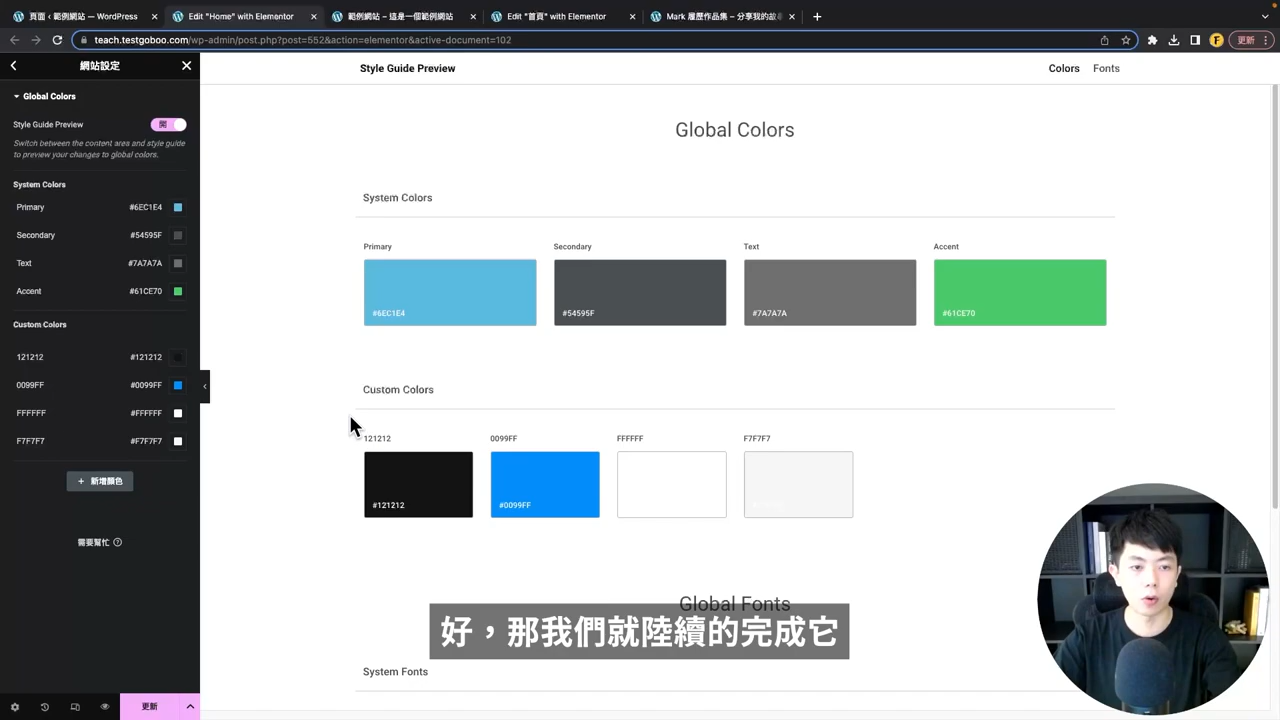 頁面 ‹ 範例網站 — WordPress
Edit "Home" with Elementor
範例網站 – 這是一個範例網站
Edit "首頁" with Elementor
Mark 履歷作品集 – 分享我的故
teach.testgoboo.com/wp-admin/post.php?post=552&action=elementor&active-document=102
更新
網站設定
Style Guide Preview
Colors
Fonts
Global Colors
Style Guide Preview
開
Switch between the content area and style guide
to preview your changes to global colors.
System Colors
Primary
#6EC1E4
Secondary
#54595F
Text
#7A7A7A
Accent
#61CE70
Custom Colors
121212
#121212
0099FF
#0099FF
FFFFFF
#FFFFFF
F7F7F7
#F7F7F7
+ 新增顏色
需要幫忙
更新
Global Colors
System Colors
Primary
Secondary
Text
Accent
#6EC1E4
#54595F
#7A7A7A
#61CE70
Custom Colors
121212
0099FF
FFFFFF
F7F7F7
#121212
#0099FF
Global Fonts
好，那我們就陸續的完成它
System Fonts